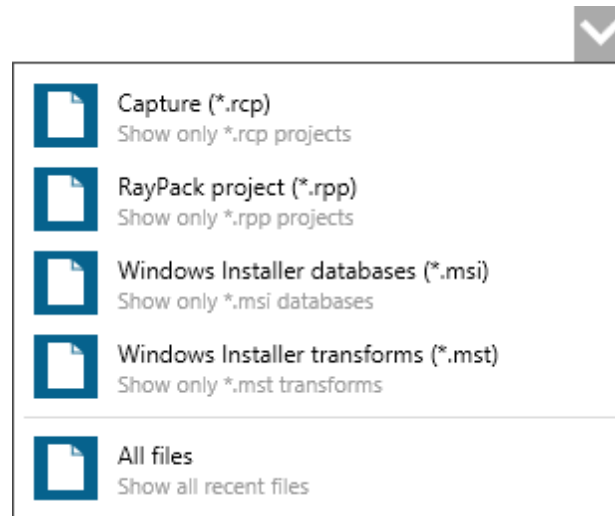 Capture (*.rcp)
Show only *.rcp projects
RayPack project (*.rpp)
Show only *.rpp projects
Windows Installer databases (*.msi)
Show only *.msi databases
Windows Installer transforms (*.mst)
Show only *.mst transforms
All files
Show all recent files